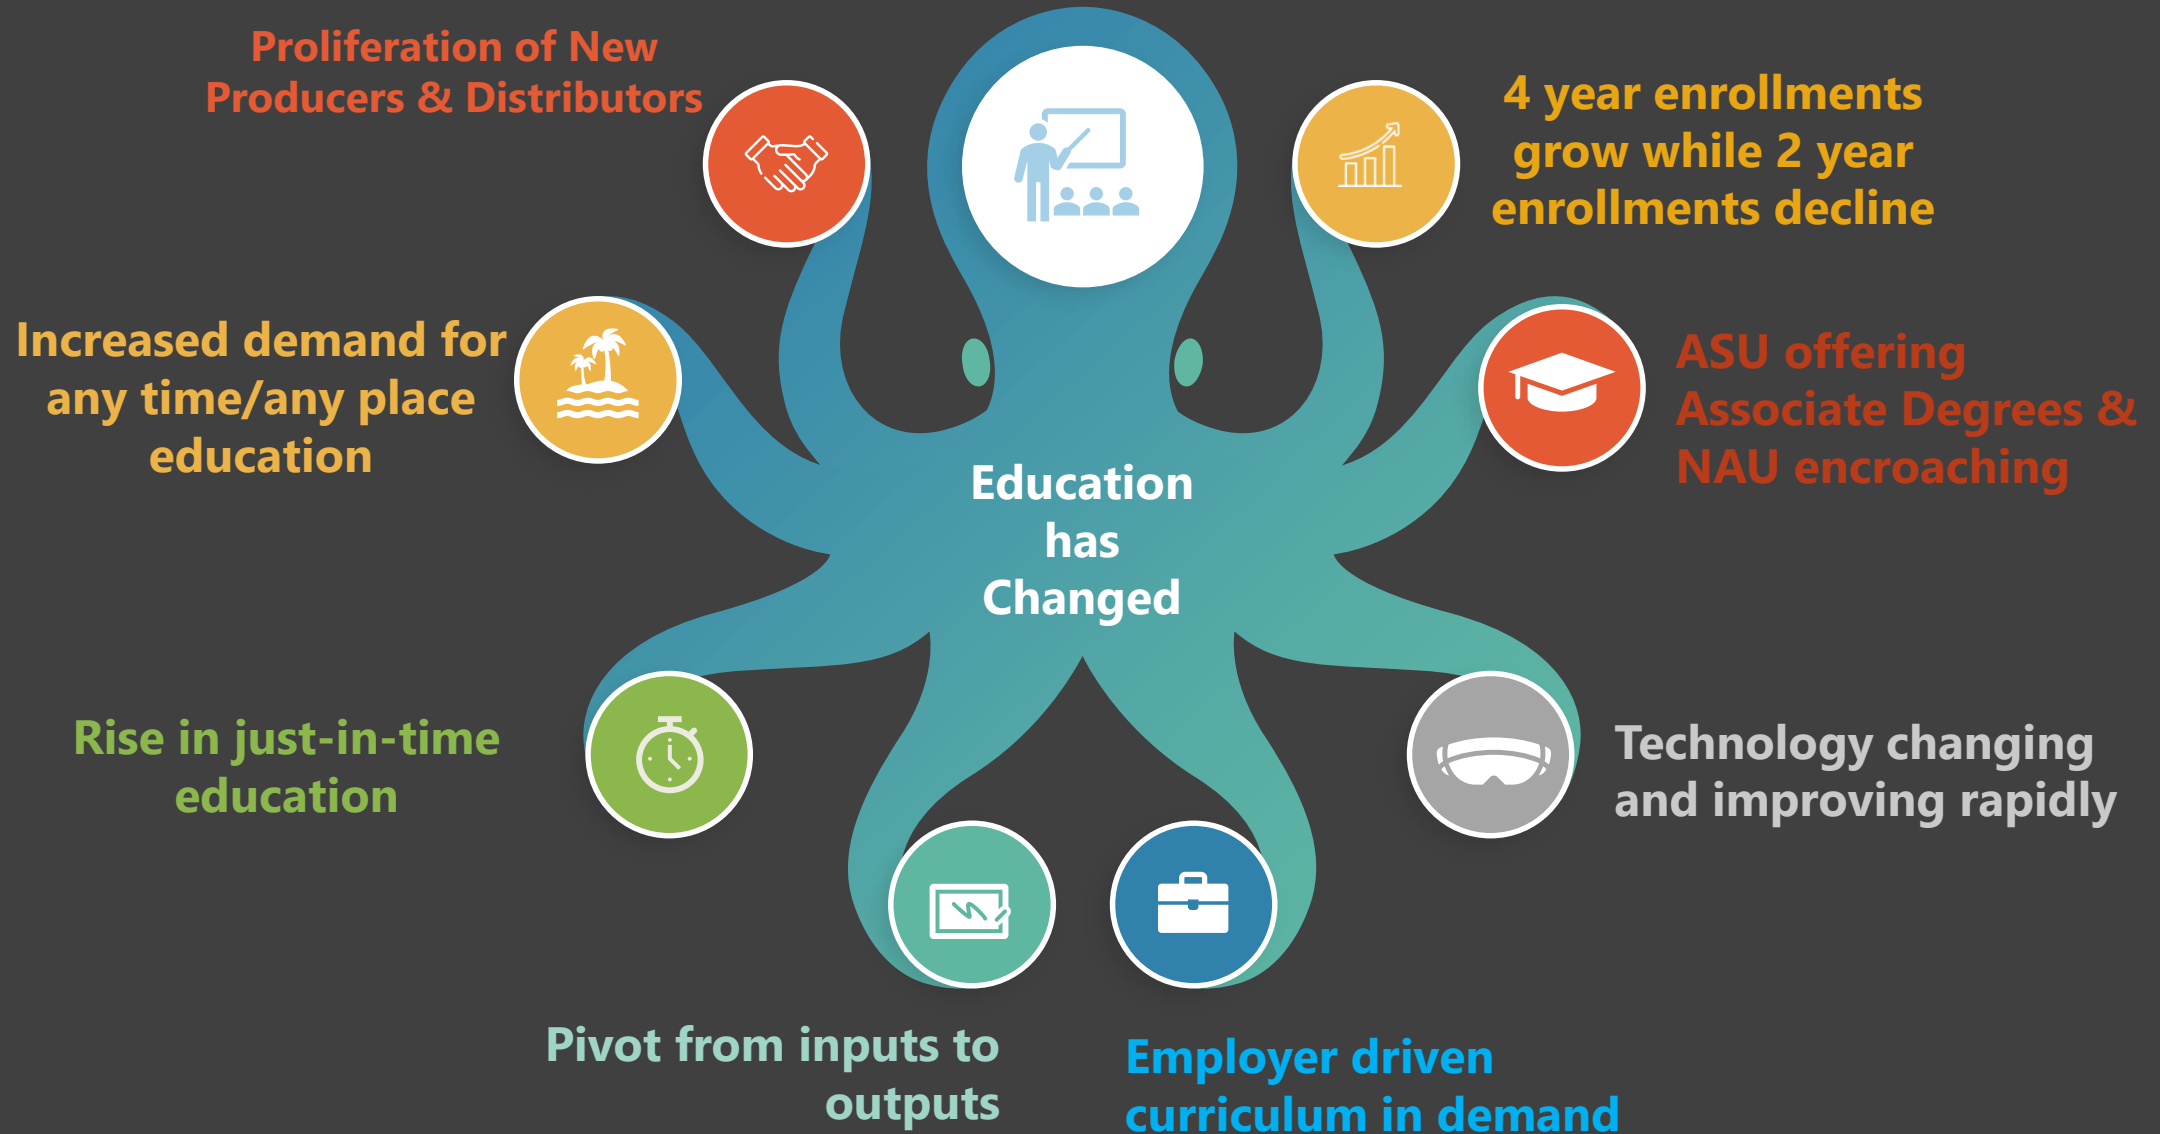 Proliferation of New
Producers & Distributors
4 year enrollments
grow while 2 year
enrollments decline
Increased demand for
any time/any place
education
ASU offering
Associate Degrees &
NAU encroaching
Education
has
Changed
Rise in just-in-time
education
Technology changing
and improving rapidly
Pivot from inputs to
outputs
Employer driven
curriculum in demand